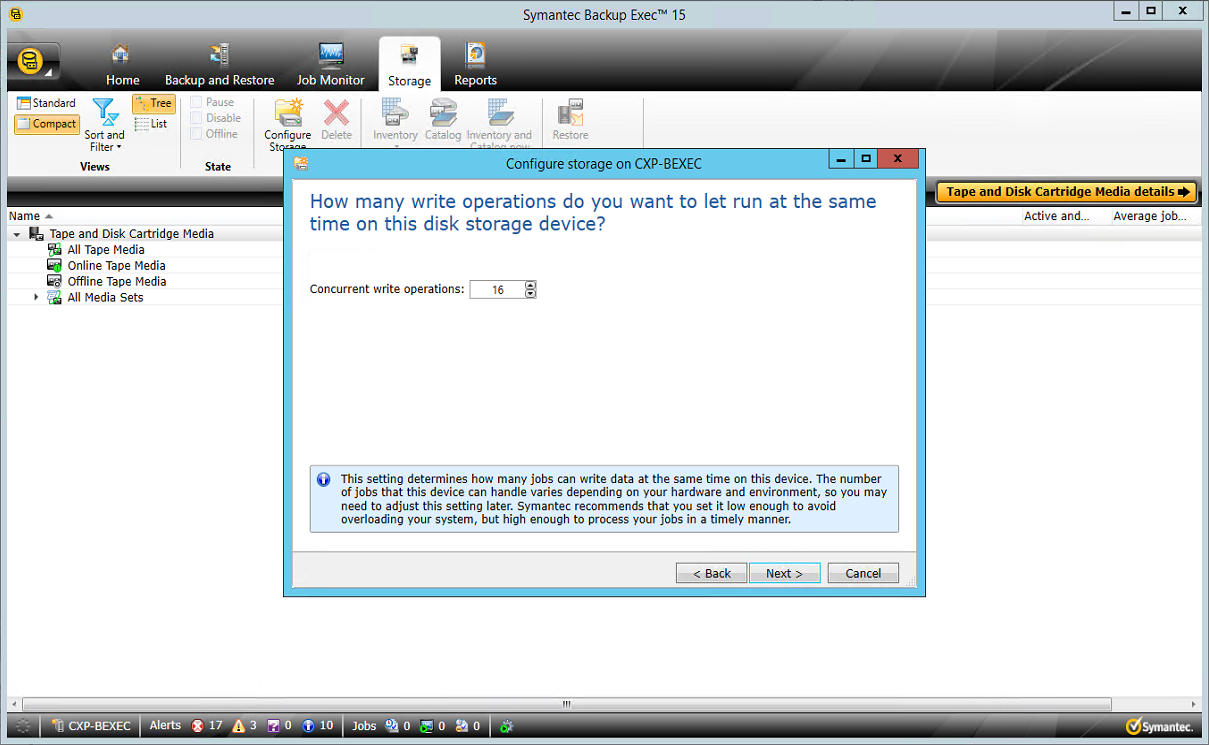 Symantec Backup Exec™ 15
Home
Backup and Restore
Job Monitor
Storage
Reports
Standard
Compact
Sort and
Filter
Views
Tree
List
Pause
Disable
Offline
State
Configure
Storage
Delete
Inventory
Catalog
Inventory and
Catalog now
Restore
Configure storage on CXP-BEXEC
Tape and Disk Cartridge Media details
Name
Active and...
Average job...
Tape and Disk Cartridge Media
All Tape Media
Online Tape Media
Offline Tape Media
All Media Sets
How many write operations do you want to let run at the same
time on this disk storage device?
Concurrent write operations: 16
This setting determines how many jobs can write data at the same time on this device. The number
of jobs that this device can handle varies depending on your hardware and environment, so you may
need to adjust this setting later. Symantec recommends that you set it low enough to avoid
overloading your system, but high enough to process your jobs in a timely manner.
< Back
Next >
Cancel
CXP-BEXEC
Alerts 17 3 0 10
Jobs 0 0 0
Symantec.